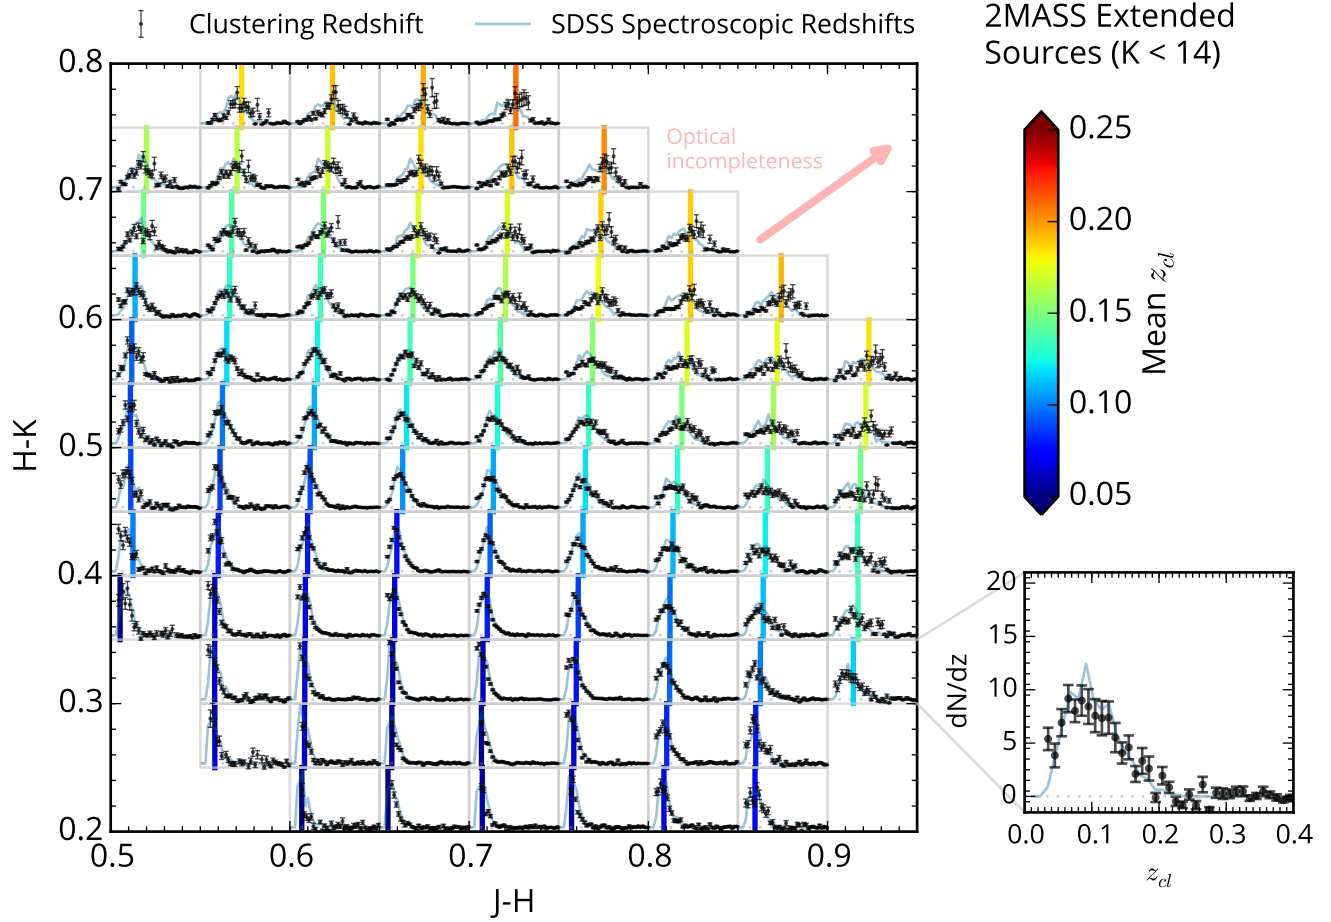 Clustering Redshift
SDSS Spectroscopic Redshifts
2MASS Extended
Sources (K < 14)
Optical
incompleteness
0.8
0.7
0.6
0.5
0.4
0.3
0.2
H-K
0.5
0.6
0.7
0.8
0.9
J-H
0.25
0.20
0.15
0.10
0.05
Mean z_cl
20
15
10
5
0
dN/dz
0.0
0.1
0.2
0.3
0.4
z_cl